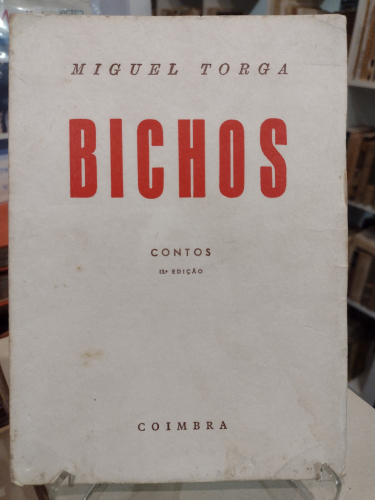 MIGUEL TORGA
BICHOS
CONTOS
EDIÇÃO
COIMBRA